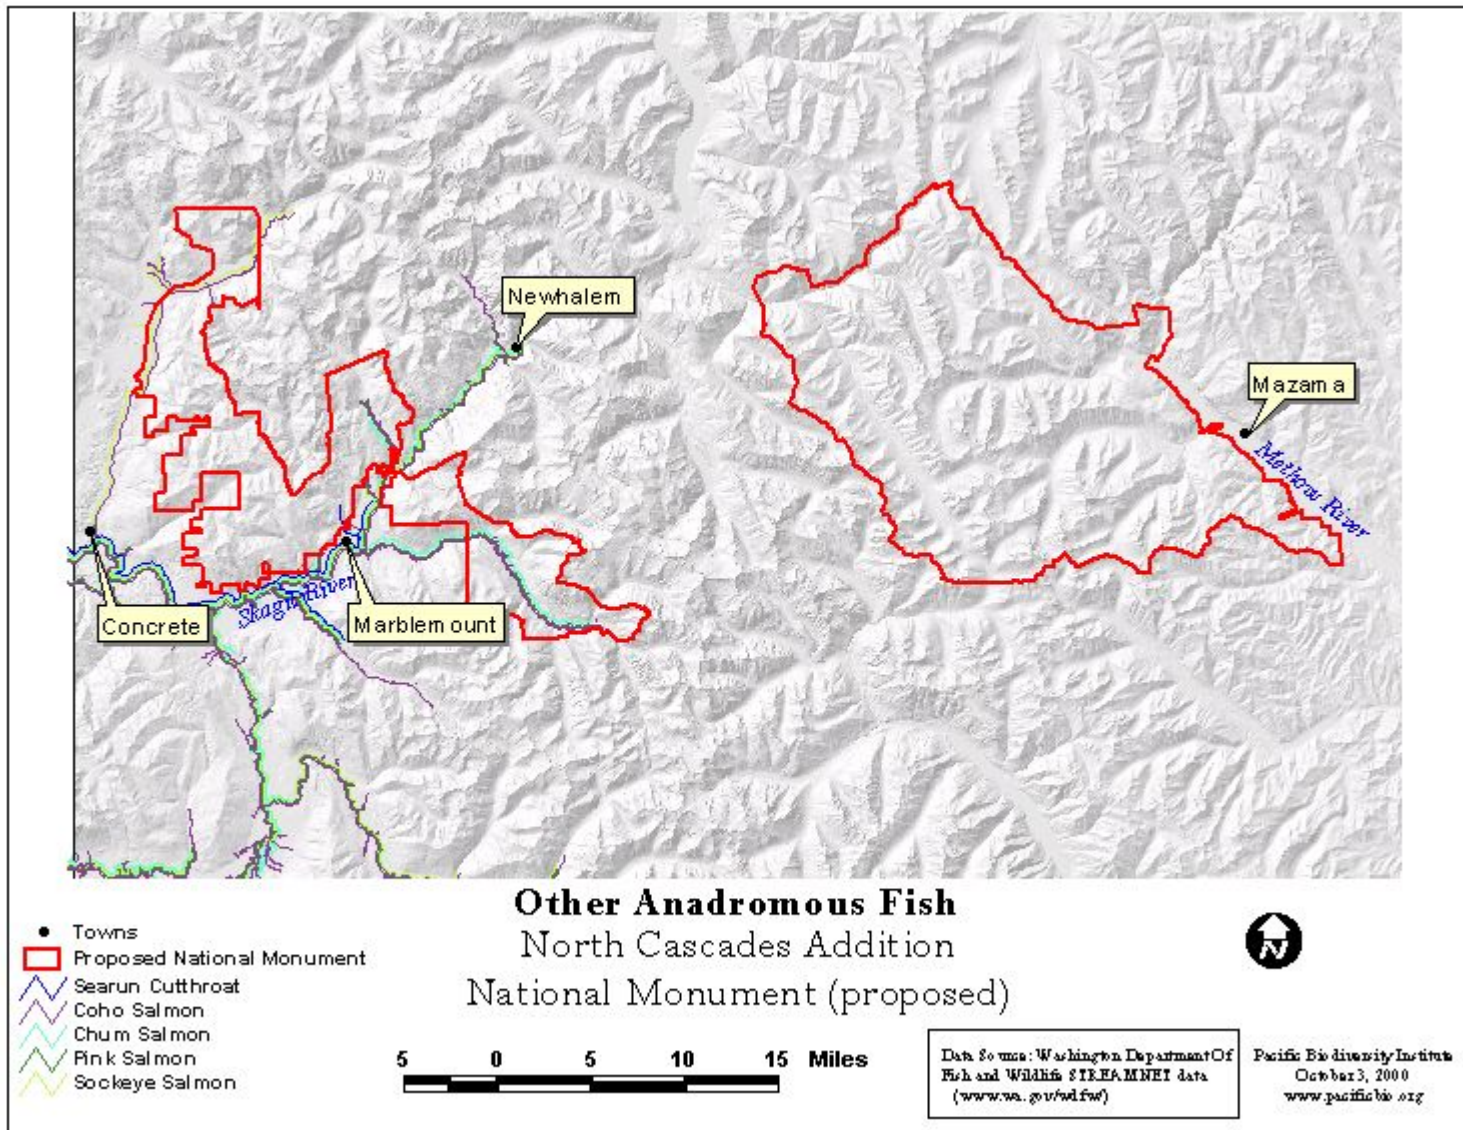 Newhalem
Mazama
Methow River
Concrete
Skagit River
Marblemount
Other Anadromous Fish
North Cascades Addition
National Monument (proposed)
Towns
Proposed National Monument
Searun Cutthroat
Coho Salmon
Chum Salmon
Pink Salmon
Sockeye Salmon
N
5 0 5 10 15 Miles
Data Source: Washington Department Of
Fish and Wildlife STREAMNET data
(www.wa.gov/wdfw/)
Pacific Biodiversity Institute
October 3, 2000
www.pacificbio.org